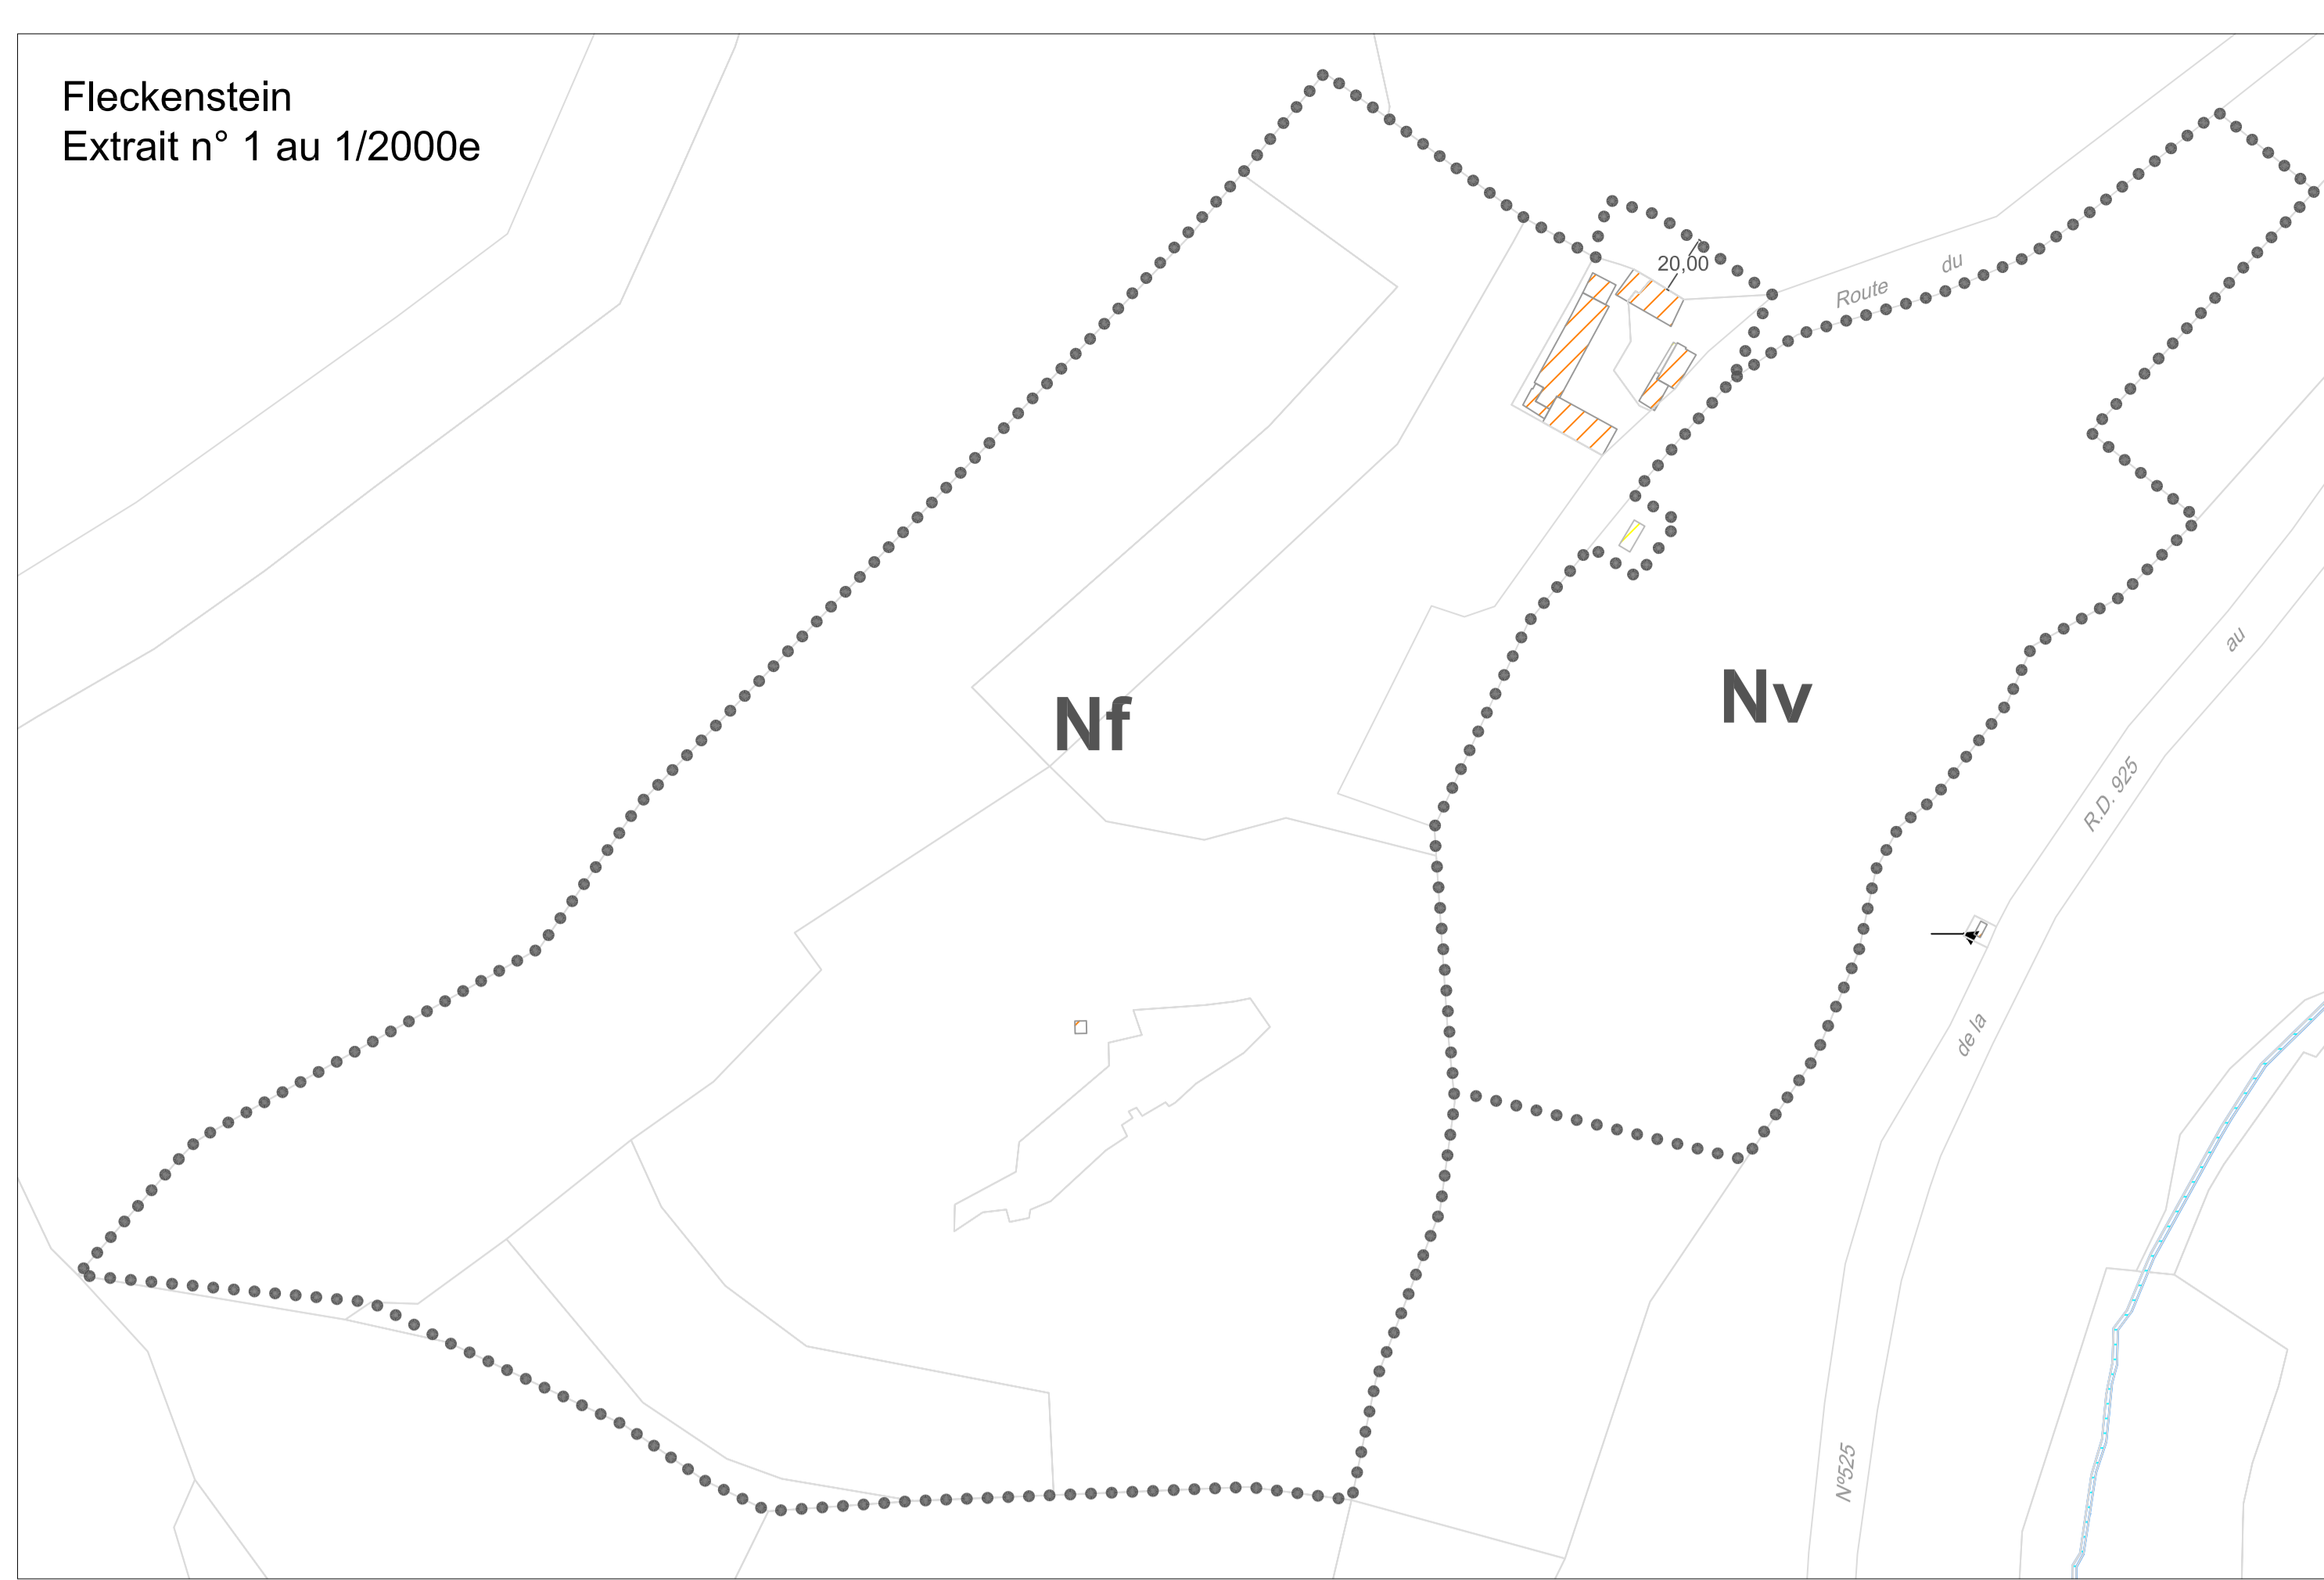 Fleckenstein
Extrait n° 1 au 1/2000e
20,00
Route du
Nf
Nv
au
R.D. 925
de la
N°525